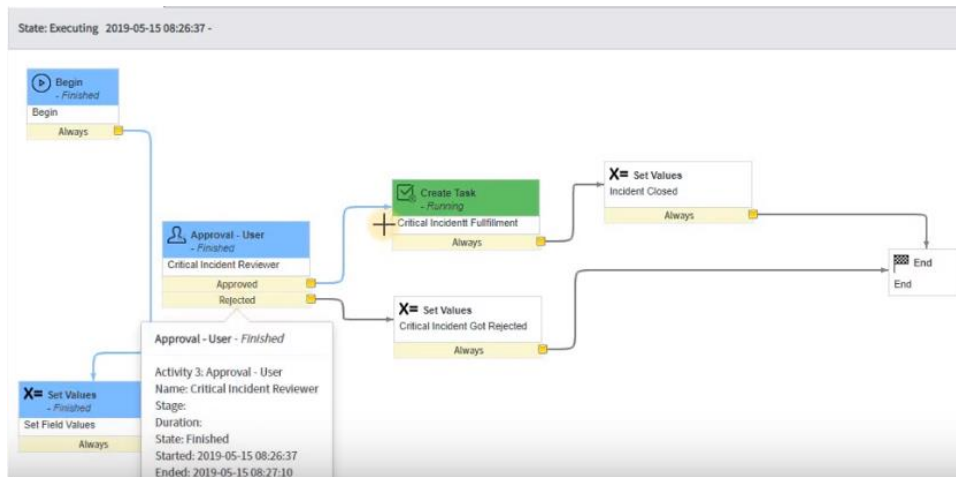 State: Executing 2019-05-15 08:26:37 -
Begin
- Finished
Begin
Always
Approval - User
- Finished
Critical Incident Reviewer
Approved
Rejected
Create Task
- Running
Critical Incidentt Fullfillment
Always
X= Set Values
Incident Closed
Always
End
End
X= Set Values
Critical Incident Got Rejected
Always
X= Set Values
- Finished
Set Field Values
Always
Approval - User - Finished
Activity 3: Approval - User
Name: Critical Incident Reviewer
Stage:
Duration:
State: Finished
Started: 2019-05-15 08:26:37
Ended: 2019-05-15 08:27:10